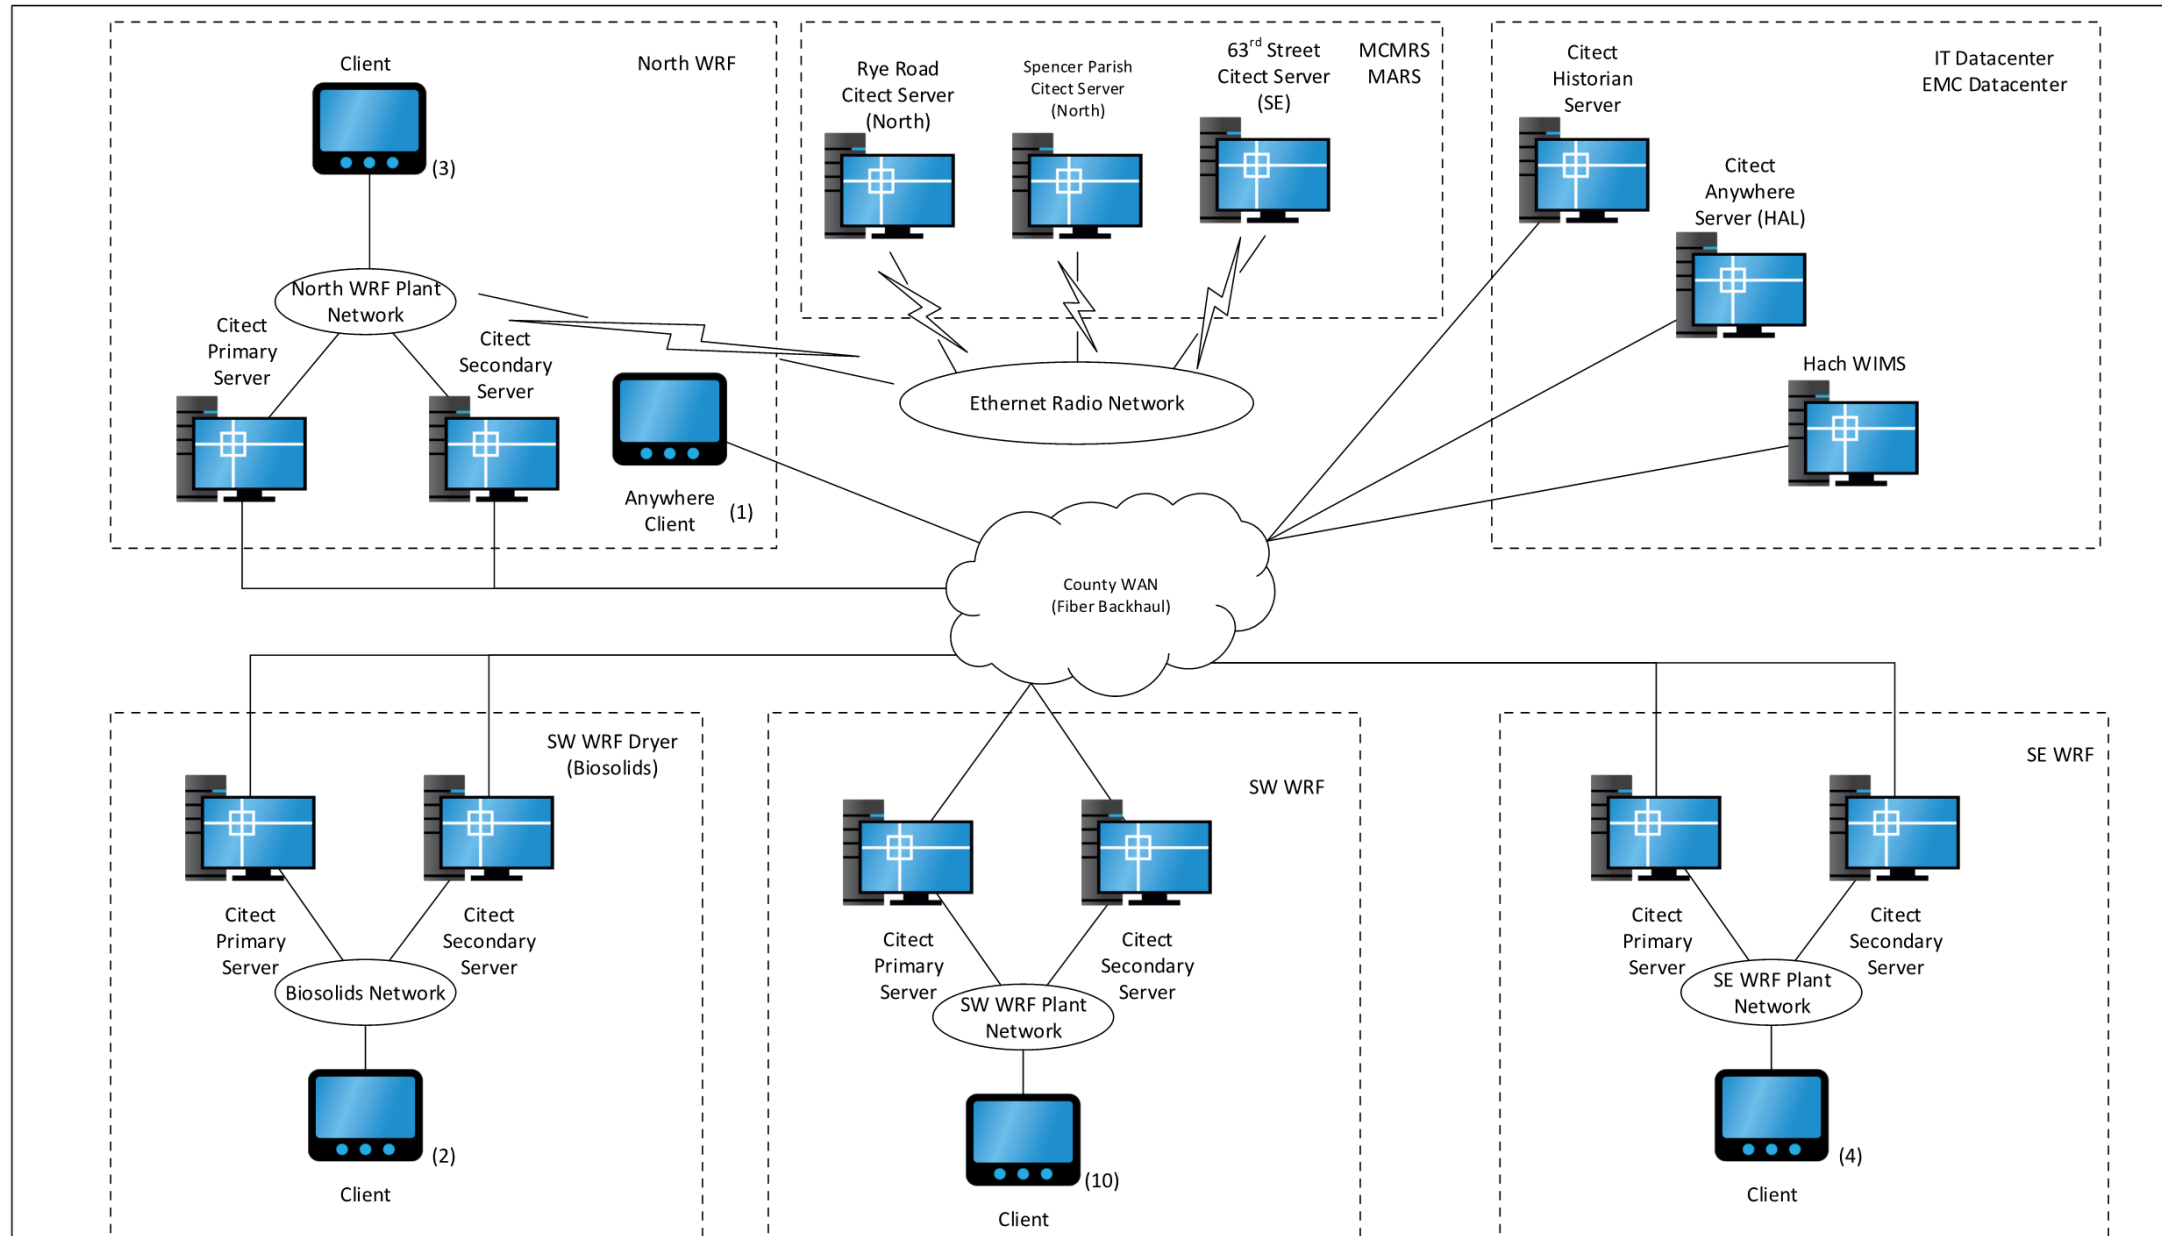 Client
North WRF
(3)
North WRF Plant
Network
Citect
Primary
Server
Citect
Secondary
Server
Anywhere
Client
(1)
Rye Road
Citect Server
(North)
Spencer Parish
Citect Server
(North)
63rd Street
Citect Server
(SE)
MCMRS
MARS
Ethernet Radio Network
Citect
Historian
Server
IT Datacenter
EMC Datacenter
Citect
Anywhere
Server (HAL)
Hach WIMS
County WAN
(Fiber Backhaul)
SW WRF Dryer
(Biosolids)
Citect
Primary
Server
Citect
Secondary
Server
Biosolids Network
(2)
Client
SW WRF
Citect
Primary
Server
Citect
Secondary
Server
SW WRF Plant
Network
(10)
Client
SE WRF
Citect
Primary
Server
Citect
Secondary
Server
SE WRF Plant
Network
(4)
Client